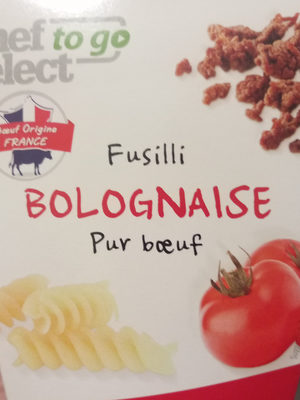 to go
Bœuf Origine
FRANCE
Fusilli
BOLOGNAISE
Pur bœuf